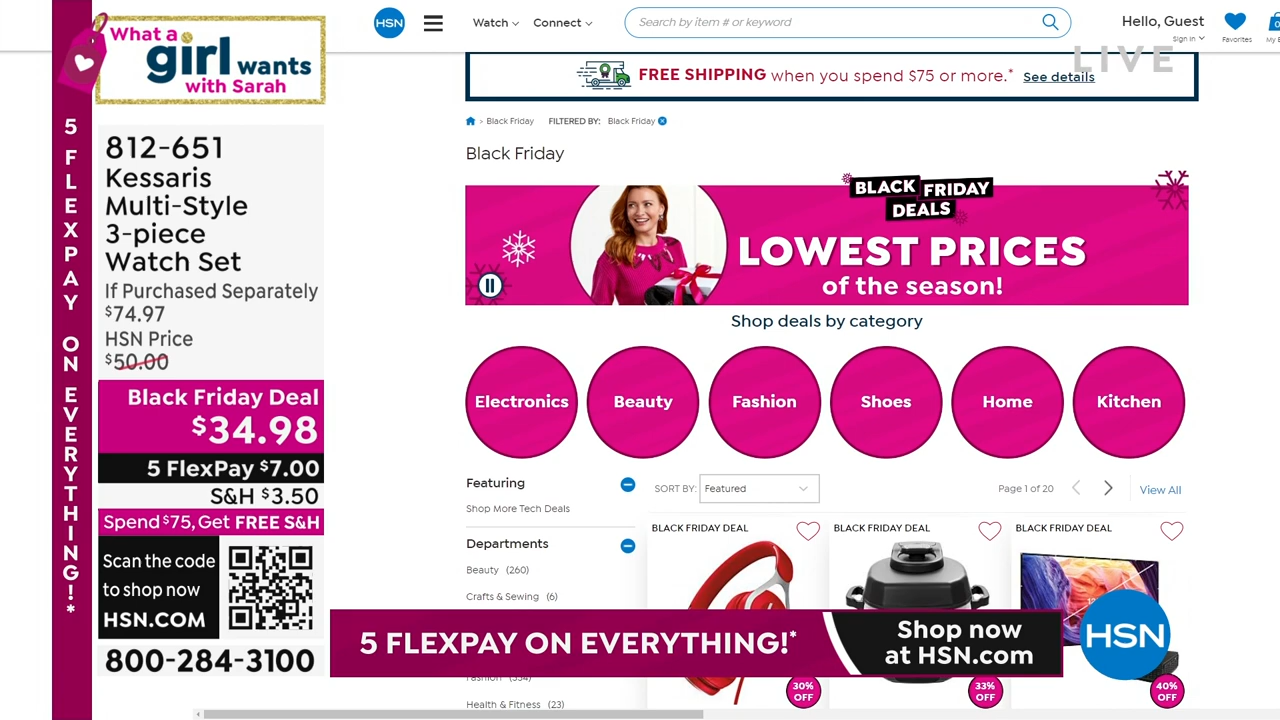 What a
girl wants
with Sarah
5 FLEXPAY ON EVERYTHING!*
812-651
Kessaris
Multi-Style
3-piece
Watch Set
If Purchased Separately
$74.97
HSN Price
$50.00
Black Friday Deal
$34.98
5 FlexPay $7.00
S&H $3.50
Spend $75, Get FREE S&H
Scan the code
to shop now
HSN.COM
800-284-3100
HSN
Watch
Connect
Search by item # or keyword
Hello, Guest
Sign In
Favorites
0
LIVE
FREE SHIPPING when you spend $75 or more.* See details
> Black Friday FILTERED BY: Black Friday
Black Friday
BLACK FRIDAY
DEALS
LOWEST PRICES
of the season!
Shop deals by category
Electronics
Beauty
Fashion
Shoes
Home
Kitchen
Featuring
Shop More Tech Deals
Departments
Beauty (260)
Crafts & Sewing (6)
Health & Fitness (23)
SORT BY: Featured
Page 1 of 20
View All
BLACK FRIDAY DEAL
BLACK FRIDAY DEAL
BLACK FRIDAY DEAL
30%
OFF
33%
OFF
40%
OFF
5 FLEXPAY ON EVERYTHING!*
Shop now
at HSN.com
HSN